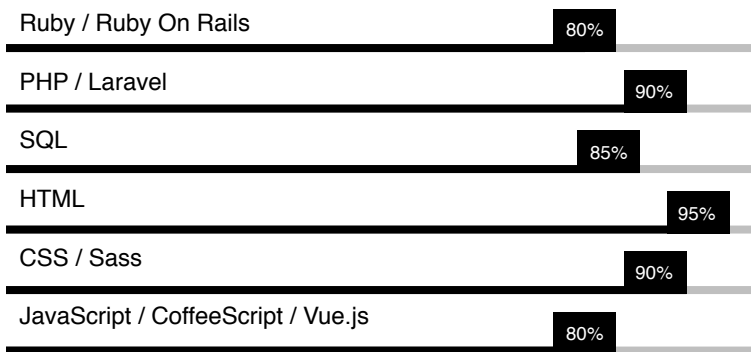 Ruby / Ruby On Rails
80%
PHP / Laravel
90%
SQL
85%
HTML
95%
CSS / Sass
90%
JavaScript / CoffeeScript / Vue.js
80%